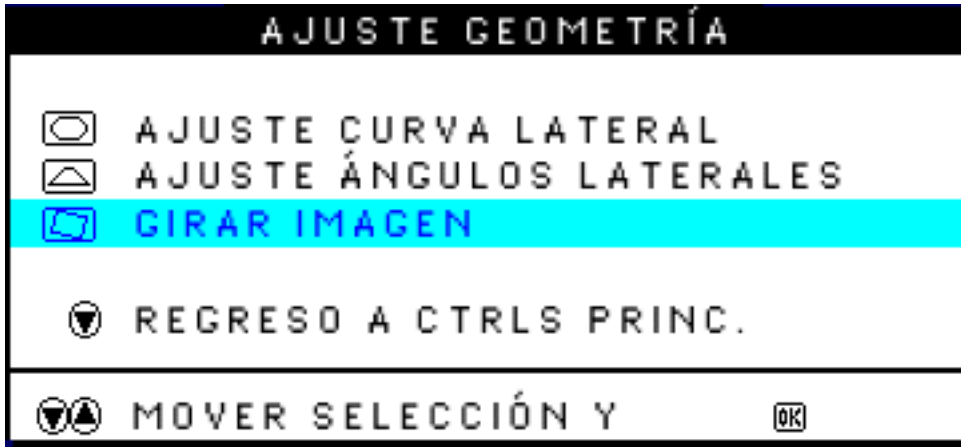 AJUSTE GEOMETRÍA
AJUSTE CURVA LATERAL
AJUSTE ÁNGULOS LATERALES
GIRAR IMAGEN
REGRESO A CTRLS PRINC.
MOVER SELECCIÓN Y OK